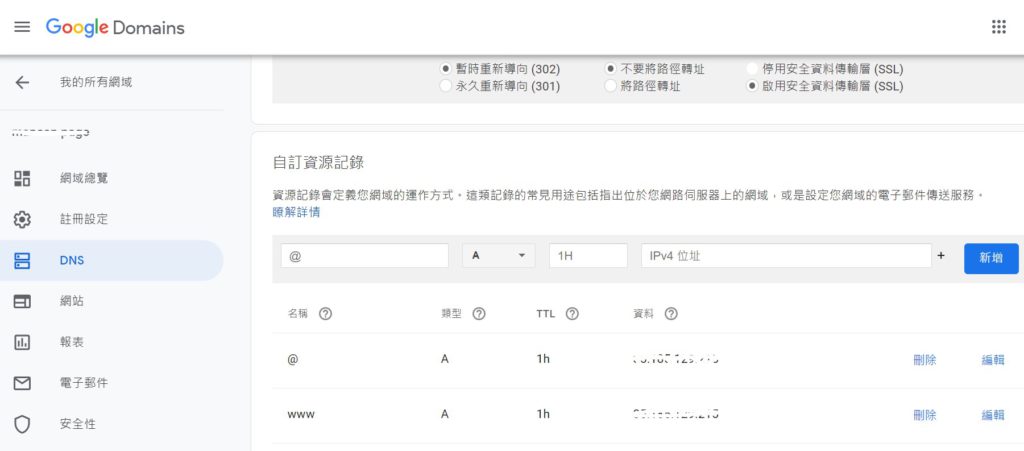 Google Domains
我的所有網域
網域總覽
註冊設定
DNS
網站
報表
電子郵件
安全性
暫時重新導向 (302) 不要將路徑轉址 停用安全資料傳輸層 (SSL)
永久重新導向 (301) 將路徑轉址 啟用安全資料傳輸層 (SSL)
自訂資源記錄
資源記錄會定義您網域的運作方式。這類記錄的常見用途包括指出位於您網路伺服器上的網域,或是設定您網域的電子郵件傳送服務。
瞭解詳情
@ A 1H IPv4 位址 + 新增
名稱 類型 TTL 資料
@ A 1h 刪除 編輯
www A 1h 刪除 編輯